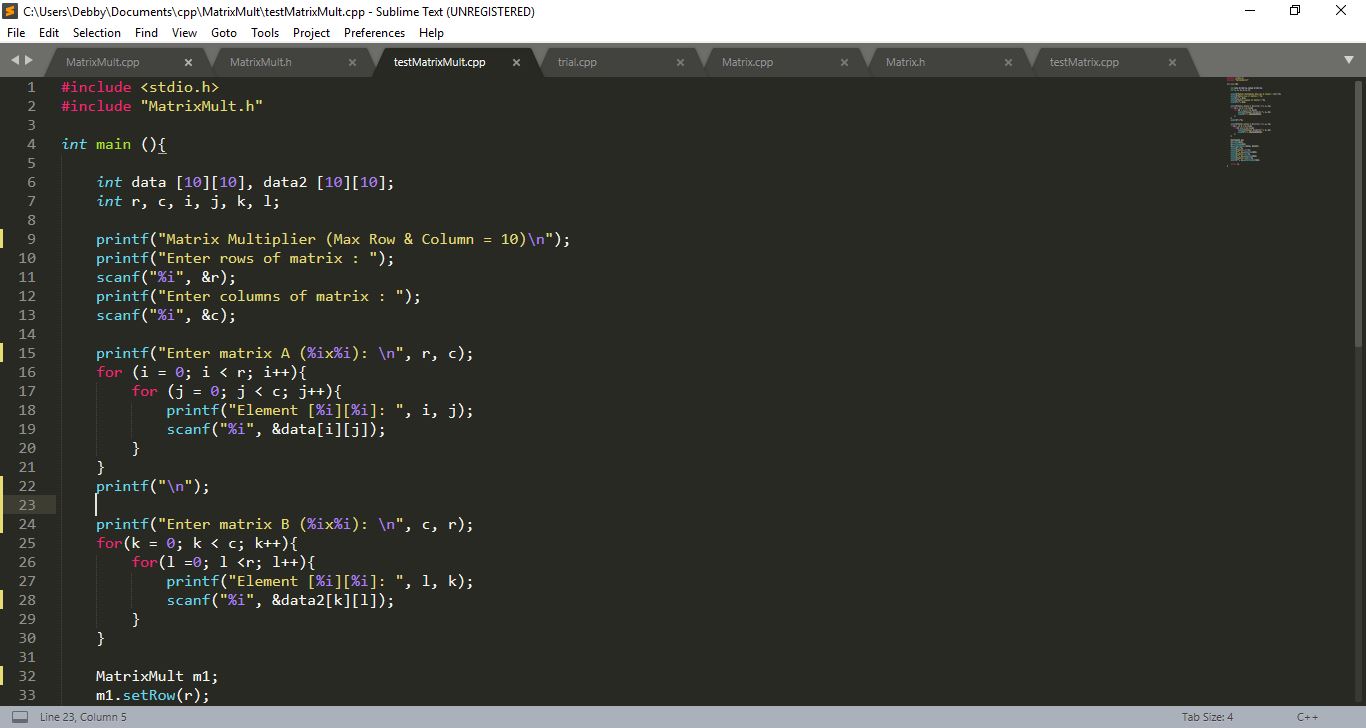 C:\Users\Debby\Documents\cpp\MatrixMult\testMatrixMult.cpp - Sublime Text (UNREGISTERED)
File Edit Selection Find View Goto Tools Project Preferences Help
MatrixMult.cpp MatrixMult.h testMatrixMult.cpp trial.cpp Matrix.cpp Matrix.h testMatrix.cpp
1 #include <stdio.h>
2 #include "MatrixMult.h"
3
4 int main (){
5
6     int data [10][10], data2 [10][10];
7     int r, c, i, j, k, l;
8
9     printf("Matrix Multiplier (Max Row & Column = 10)\n");
10     printf("Enter rows of matrix : ");
11     scanf("%i", &r);
12     printf("Enter columns of matrix : ");
13     scanf("%i", &c);
14
15     printf("Enter matrix A (%ix%i): \n", r, c);
16     for (i = 0; i < r; i++){
17         for (j = 0; j < c; j++){
18             printf("Element [%i][%i]: ", i, j);
19             scanf("%i", &data[i][j]);
20         }
21     }
22     printf("\n");
23
24     printf("Enter matrix B (%ix%i): \n", c, r);
25     for(k = 0; k < c; k++){
26         for(l =0; l <r; l++){
27             printf("Element [%i][%i]: ", l, k);
28             scanf("%i", &data2[k][l]);
29         }
30     }
31
32     MatrixMult m1;
33     m1.setRow(r);
Line 23, Column 5 Tab Size: 4 C++